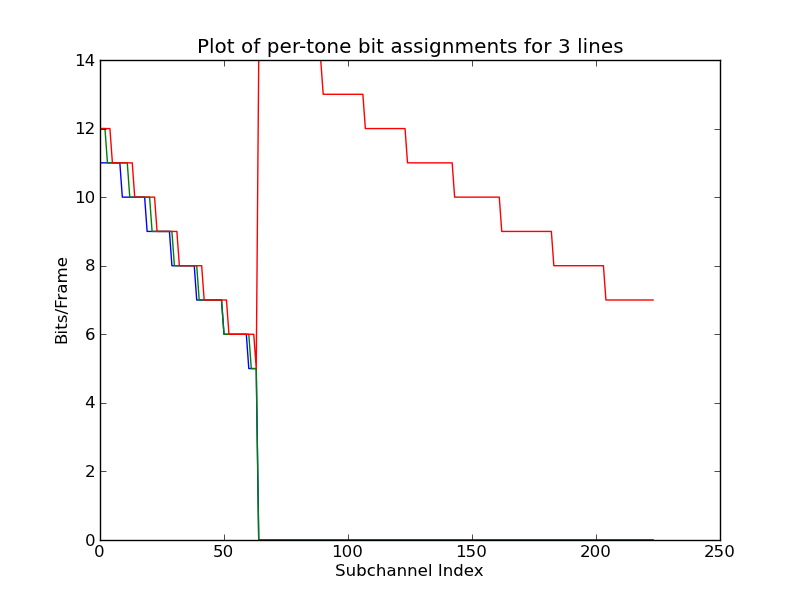 Plot of per-tone bit assignments for 3 lines
14
12
10
8
6
4
2
0
Bits/Frame
0 50 100 150 200 250
Subchannel Index